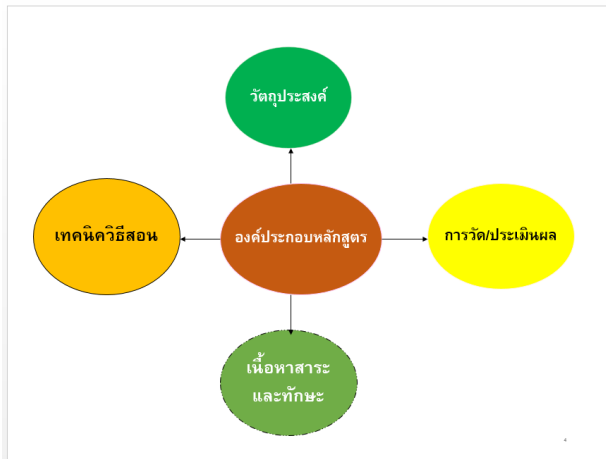 วัตถุประสงค์
เทคนิควิธีสอน
องค์ประกอบหลักสูตร
การวัด/ประเมินผล
เนื้อหาสาระ
และทักษะ
4